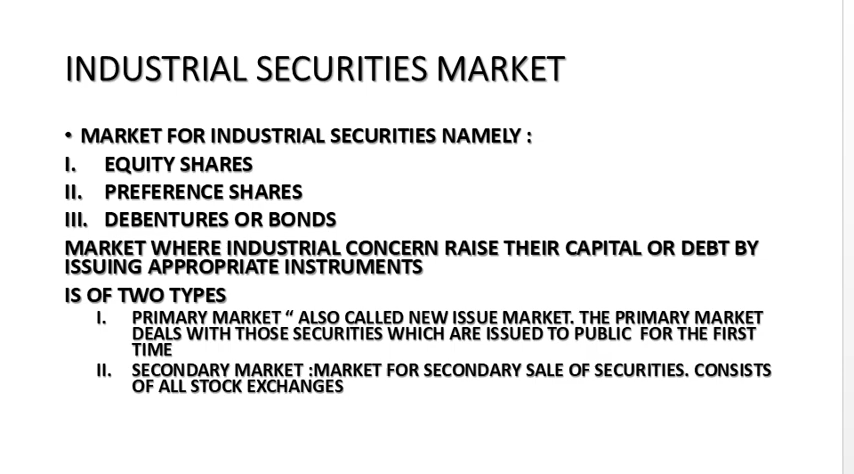 INDUSTRIAL SECURITIES MARKET
• MARKET FOR INDUSTRIAL SECURITIES NAMELY :
I. EQUITY SHARES
II. PREFERENCE SHARES
III. DEBENTURES OR BONDS
MARKET WHERE INDUSTRIAL CONCERN RAISE THEIR CAPITAL OR DEBT BY
ISSUING APPROPRIATE INSTRUMENTS
IS OF TWO TYPES
I. PRIMARY MARKET “ ALSO CALLED NEW ISSUE MARKET. THE PRIMARY MARKET
DEALS WITH THOSE SECURITIES WHICH ARE ISSUED TO PUBLIC FOR THE FIRST
TIME
II. SECONDARY MARKET :MARKET FOR SECONDARY SALE OF SECURITIES. CONSISTS
OF ALL STOCK EXCHANGES